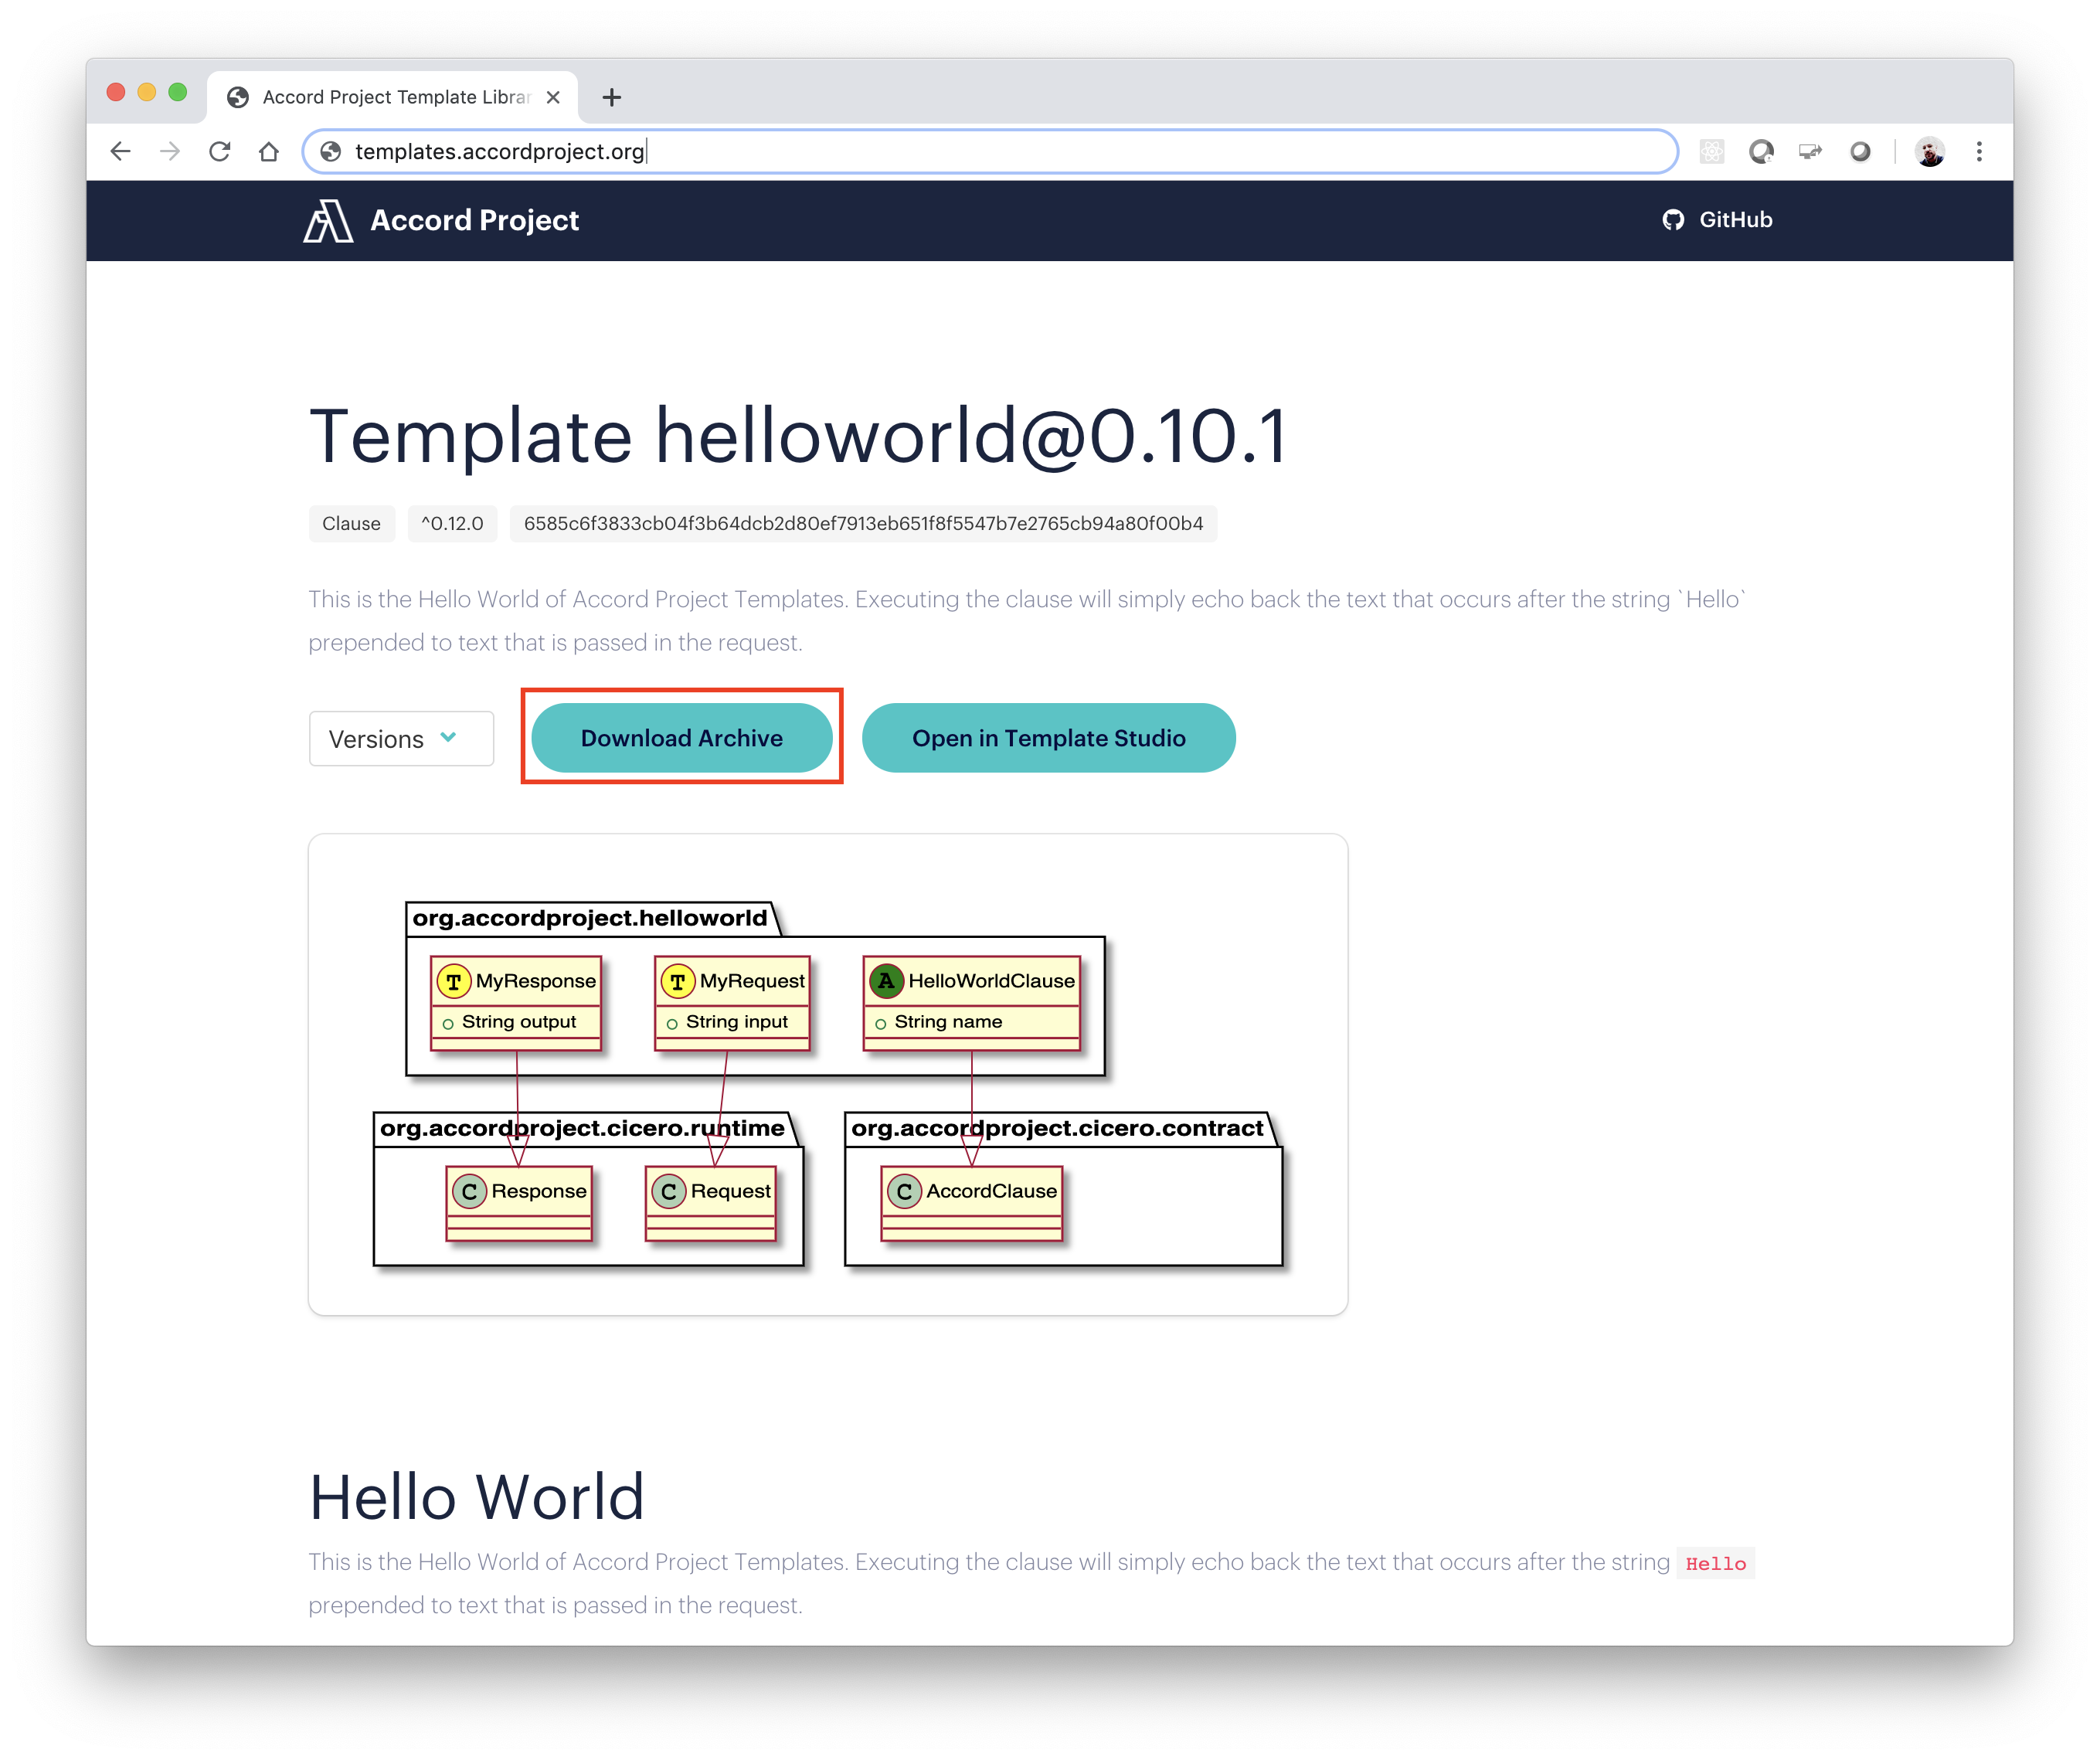 Accord Project Template Librar
templates.accordproject.org
Accord Project
GitHub
Template helloworld@0.10.1
Clause
^0.12.0
6585c6f3833cb04f3b64dcb2d80ef7913eb651f8f5547b7e2765cb94a80f00b4
This is the Hello World of Accord Project Templates. Executing the clause will simply echo back the text that occurs after the string `Hello`
prepended to text that is passed in the request.
Versions
Download Archive
Open in Template Studio
org.accordproject.helloworld
T MyResponse
String output
T MyRequest
String input
A HelloWorldClause
String name
org.accordproject.cicero.runtime
C Response
C Request
org.accordproject.cicero.contract
C AccordClause
Hello World
This is the Hello World of Accord Project Templates. Executing the clause will simply echo back the text that occurs after the string Hello
prepended to text that is passed in the request.